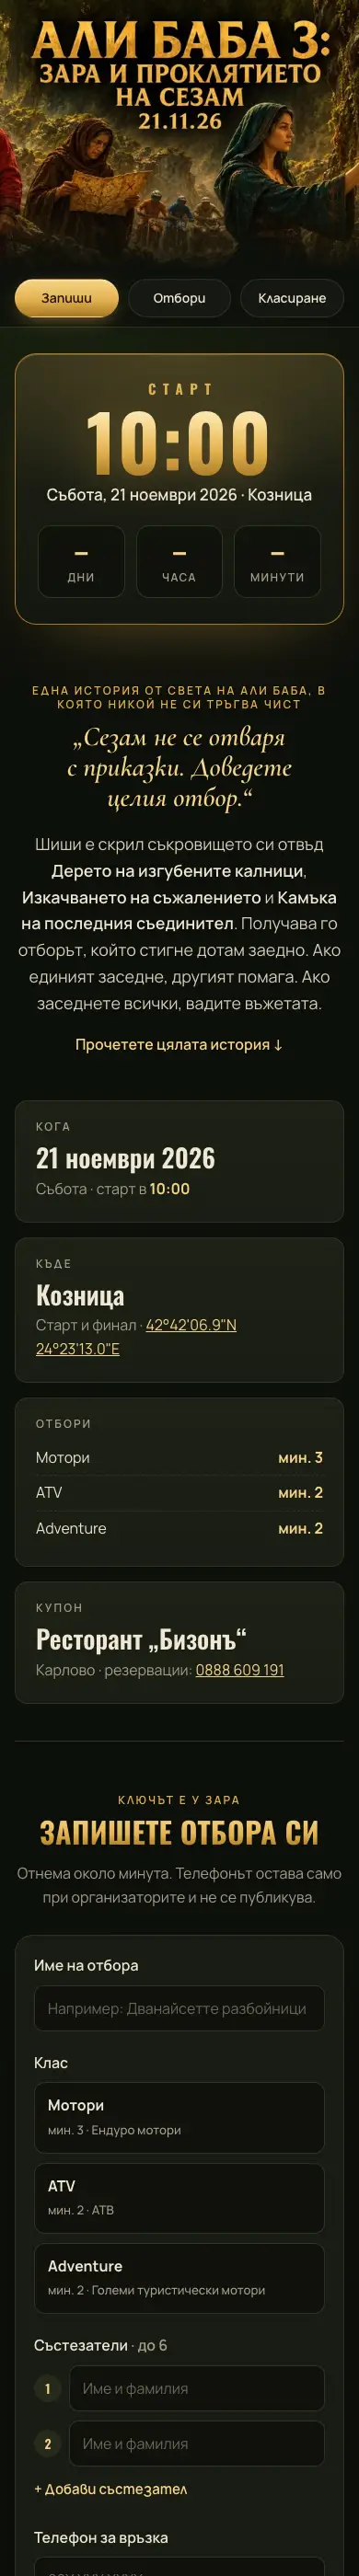 АЛИ БАБА 3:
ЗАРА И ПРОКЛЯТИЕТО
НА СЕЗАМ
21.11.26
Запиши
Отбори
Класиране
СТАРТ
10:00
Събота, 21 ноември 2026 · Козница
–
–
–
ДНИ
ЧАСА
МИНУТИ
ЕДНА ИСТОРИЯ ОТ СВЕТА НА АЛИ БАБА, В
КОЯТО НИКОЙ НЕ СИ ТРЪГВА ЧИСТ
„Сезам не се отваря
с приказки. Доведете
целия отбор.“
Шиши е скрил съкровището си отвъд
Дерето на изгубените калници,
Изкачването на съжалението и Камъка
на последния съединител. Получава го
отборът, който стигне дотам заедно. Ако
единият заседне, другият помага. Ако
заседнете всички, вадите въжетата.
Прочетете цялата история ↓
КОГА
21 ноември 2026
Събота · старт в 10:00
КЪДЕ
Козница
Старт и финал · 42°42'06.9"N
24°23'13.0"E
ОТБОРИ
Мотори мин. 3
ATV мин. 2
Adventure мин. 2
КУПОН
Ресторант „Бизонъ“
Карлово · резервации: 0888 609 191
КЛЮЧЪТ Е У ЗАРА
ЗАПИШЕТЕ ОТБОРА СИ
Отнема около минута. Телефонът остава само
при организаторите и не се публикува.
Име на отбора
Например: Дванайсетте разбойници
Клас
Мотори
мин. 3 · Ендуро мотори
ATV
мин. 2 · АТВ
Adventure
мин. 2 · Големи туристически мотори
Състезатели · до 6
1 Име и фамилия
2 Име и фамилия
+ Добави състезател
Телефон за връзка